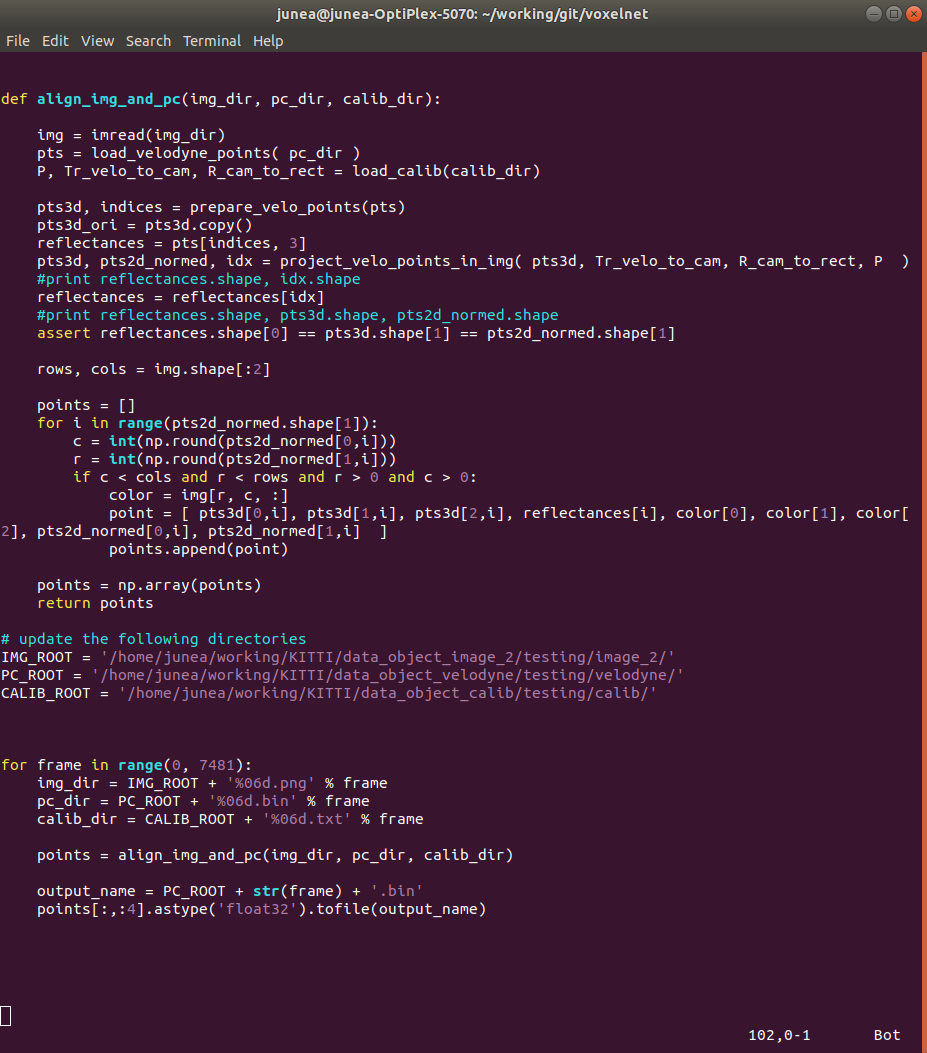 junea@junea-OptiPlex-5070: ~/working/git/voxelnet
File Edit View Search Terminal Help
def align_img_and_pc(img_dir, pc_dir, calib_dir):
    img = imread(img_dir)
    pts = load_velodyne_points( pc_dir )
    P, Tr_velo_to_cam, R_cam_to_rect = load_calib(calib_dir)
    pts3d, indices = prepare_velo_points(pts)
    pts3d_ori = pts3d.copy()
    reflectances = pts[indices, 3]
    pts3d, pts2d_normed, idx = project_velo_points_in_img( pts3d, Tr_velo_to_cam, R_cam_to_rect, P  )
    #print reflectances.shape, idx.shape
    reflectances = reflectances[idx]
    #print reflectances.shape, pts3d.shape, pts2d_normed.shape
    assert reflectances.shape[0] == pts3d.shape[1] == pts2d_normed.shape[1]
    rows, cols = img.shape[:2]
    points = []
    for i in range(pts2d_normed.shape[1]):
        c = int(np.round(pts2d_normed[0,i]))
        r = int(np.round(pts2d_normed[1,i]))
        if c < cols and r < rows and r > 0 and c > 0:
            color = img[r, c, :]
            point = [ pts3d[0,i], pts3d[1,i], pts3d[2,i], reflectances[i], color[0], color[1], color[
2], pts2d_normed[0,i], pts2d_normed[1,i]  ]
            points.append(point)
    points = np.array(points)
    return points
# update the following directories
IMG_ROOT = '/home/junea/working/KITTI/data_object_image_2/testing/image_2/'
PC_ROOT = '/home/junea/working/KITTI/data_object_velodyne/testing/velodyne/'
CALIB_ROOT = '/home/junea/working/KITTI/data_object_calib/testing/calib/'
for frame in range(0, 7481):
    img_dir = IMG_ROOT + '%06d.png' % frame
    pc_dir = PC_ROOT + '%06d.bin' % frame
    calib_dir = CALIB_ROOT + '%06d.txt' % frame
    points = align_img_and_pc(img_dir, pc_dir, calib_dir)
    output_name = PC_ROOT + str(frame) + '.bin'
    points[:,:4].astype('float32').tofile(output_name)
102,0-1 Bot